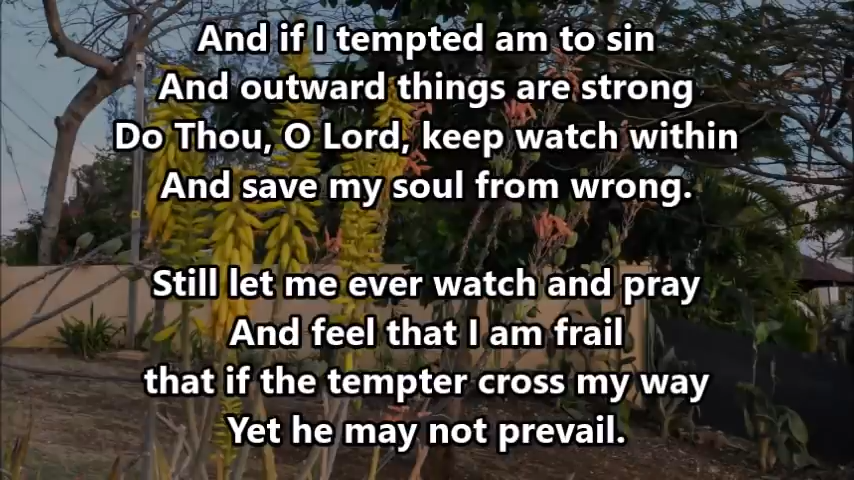 And if I tempted am to sin
And outward things are strong
Do Thou, O Lord, keep watch within
And save my soul from wrong.
Still let me ever watch and pray
And feel that I am frail
that if the tempter cross my way
Yet he may not prevail.